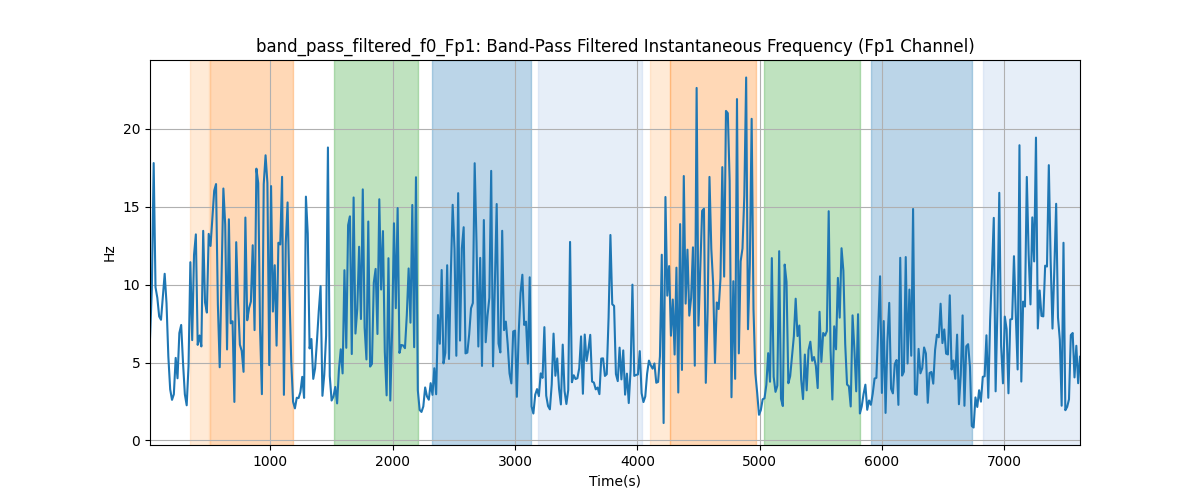 band_pass_filtered_f0_Fp1: Band-Pass Filtered Instantaneous Frequency (Fp1 Channel)
20
15
10
5
0
Hz
1000 2000 3000 4000 5000 6000 7000
Time(s)